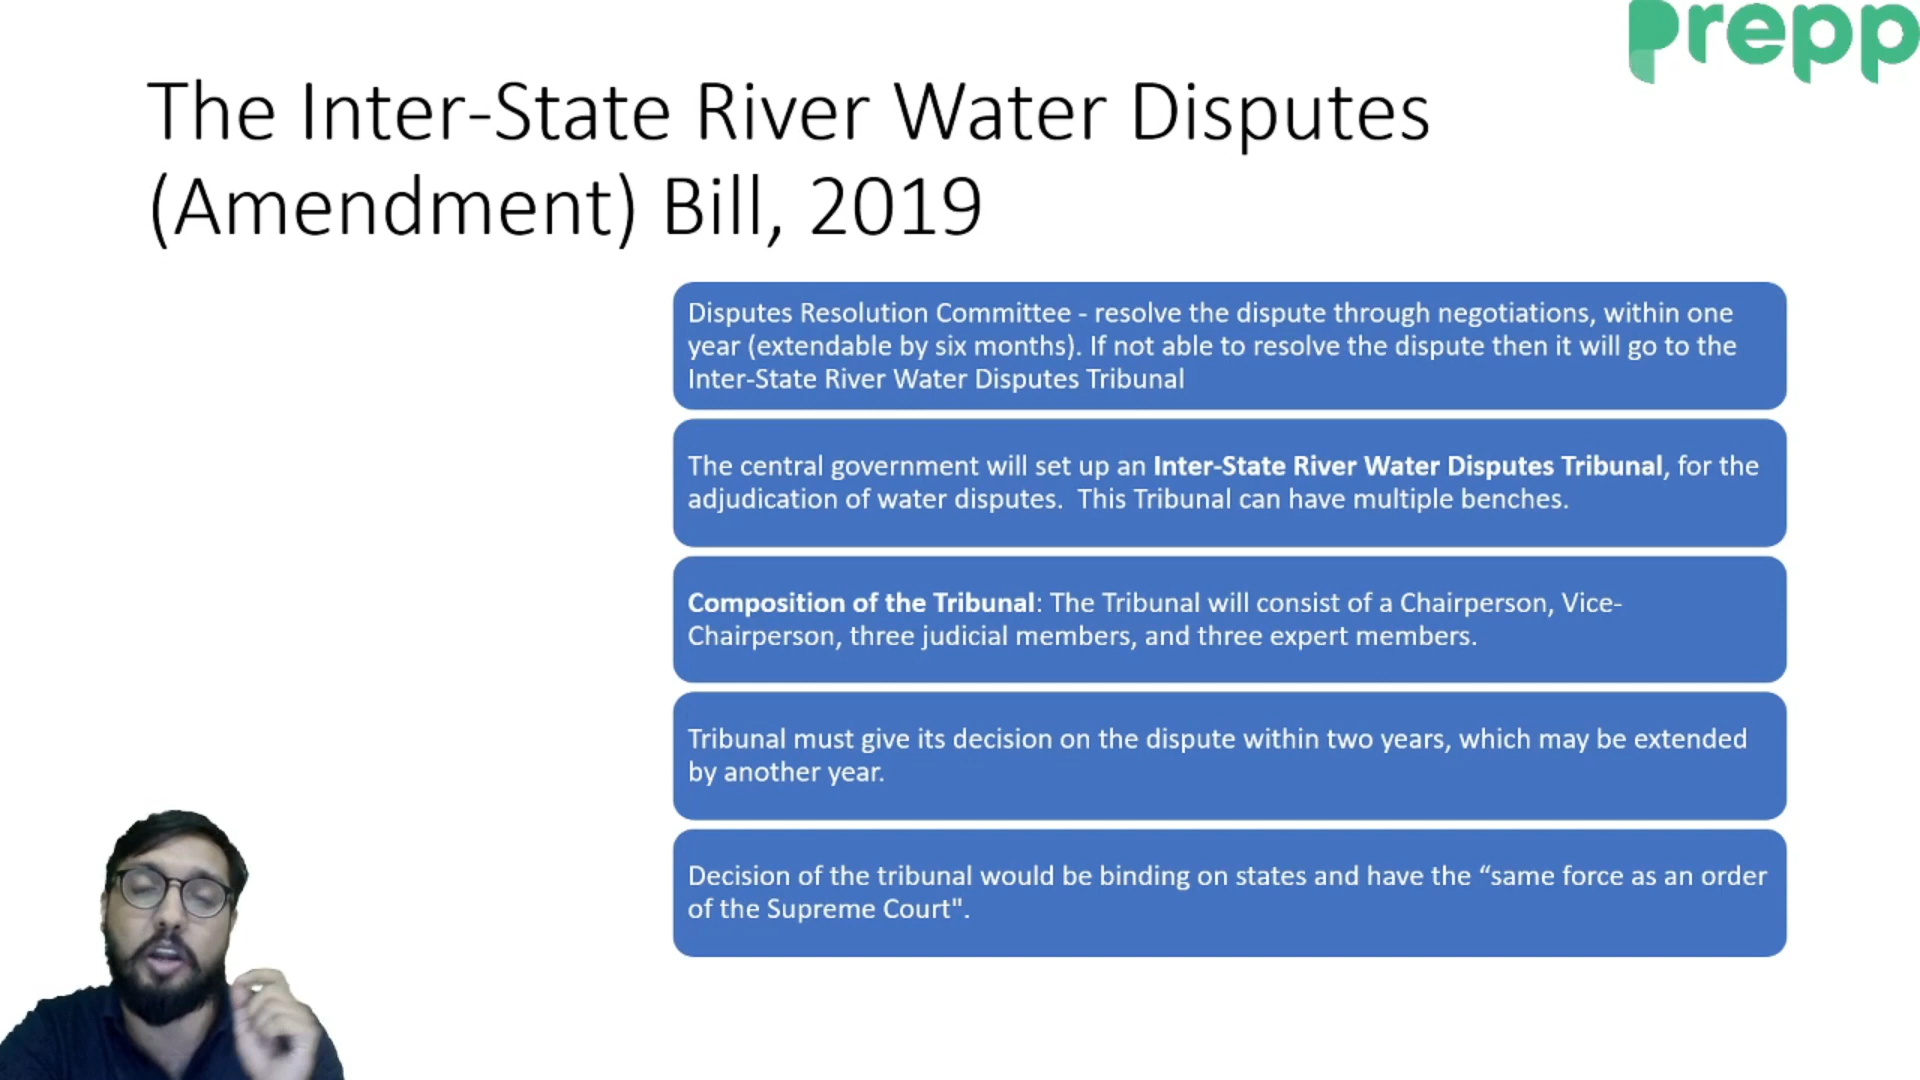 prepp
The Inter-State River Water Disputes
(Amendment) Bill, 2019
Disputes Resolution Committee - resolve the dispute through negotiations, within one
year (extendable by six months). If not able to resolve the dispute then it will go to the
Inter-State River Water Disputes Tribunal
The central government will set up an Inter-State River Water Disputes Tribunal, for the
adjudication of water disputes.  This Tribunal can have multiple benches.
Composition of the Tribunal: The Tribunal will consist of a Chairperson, Vice-
Chairperson, three judicial members, and three expert members.
Tribunal must give its decision on the dispute within two years, which may be extended
by another year.
Decision of the tribunal would be binding on states and have the “same force as an order
of the Supreme Court".